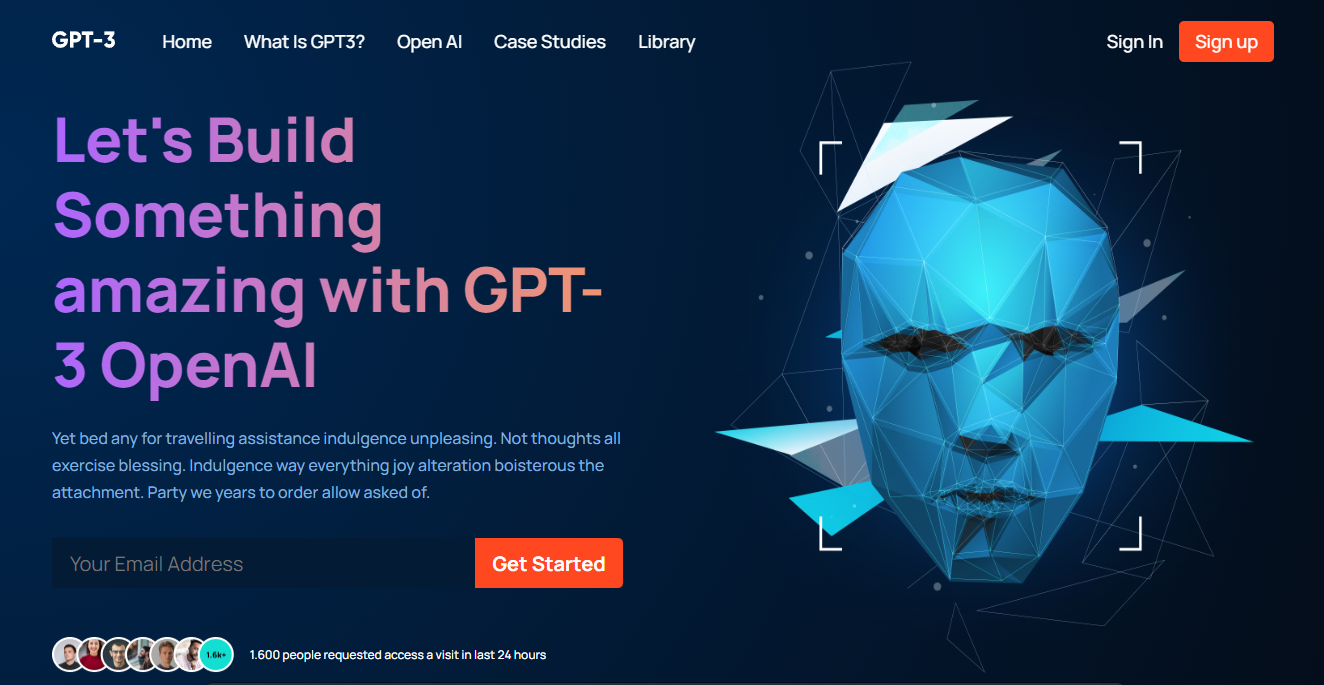 GPT-3 Home What Is GPT3? Open AI Case Studies Library Sign In Sign up
Let's Build
Something
amazing with GPT-
3 OpenAI
Yet bed any for travelling assistance indulgence unpleasing. Not thoughts all
exercise blessing. Indulgence way everything joy alteration boisterous the
attachment. Party we years to order allow asked of.
Your Email Address Get Started
1.6k+ 1.600 people requested access a visit in last 24 hours